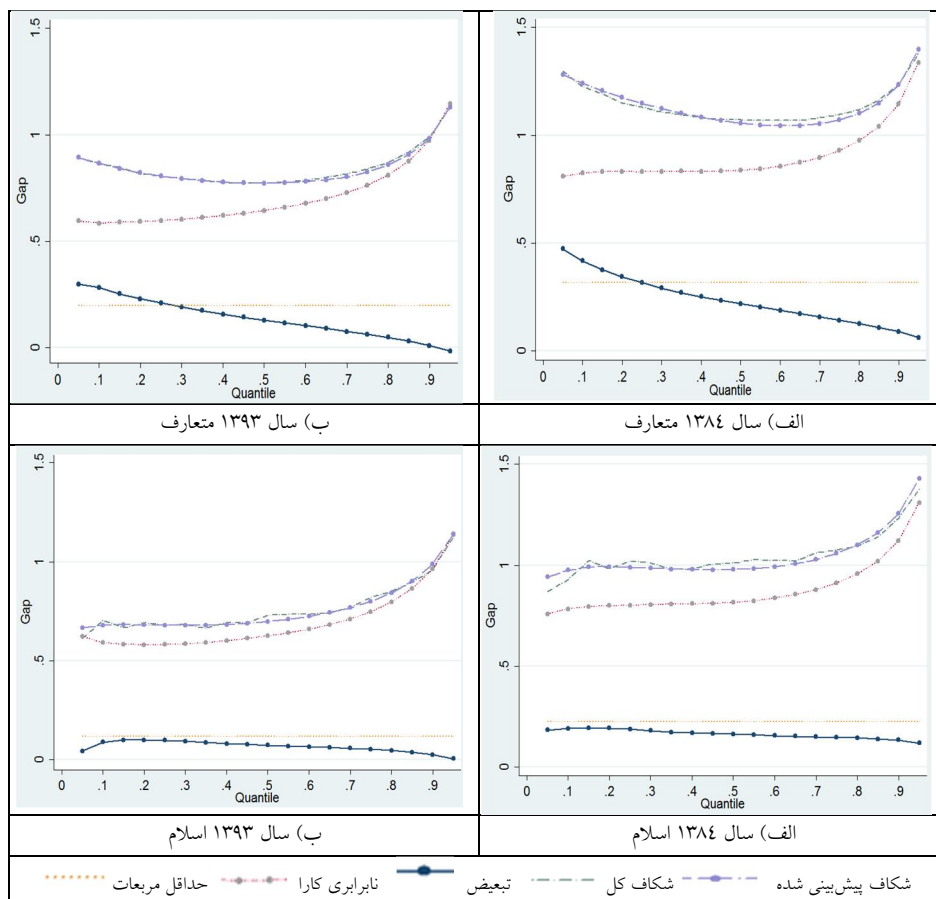 1.5
1
.5
0
Gap
0 .1 .2 .3 .4 .5 .6 .7 .8 .9
Quantile
1.5
1
.5
0
Gap
0 .1 .2 .3 .4 .5 .6 .7 .8 .9
Quantile
الف) سال ١٣٨٤ متعارف
ب) سال ١٣٩٣ متعارف
1.5
1
.5
0
Gap
0 .1 .2 .3 .4 .5 .6 .7 .8 .9
Quantile
1.5
1
.5
0
Gap
0 .1 .2 .3 .4 .5 .6 .7 .8 .9
Quantile
الف) سال ١٣٨٤ اسلام
ب) سال ١٣٩٣ اسلام
شکاف پیش‌بینی شده شکاف کل تبعیض نابرابری کارا حداقل مربعات